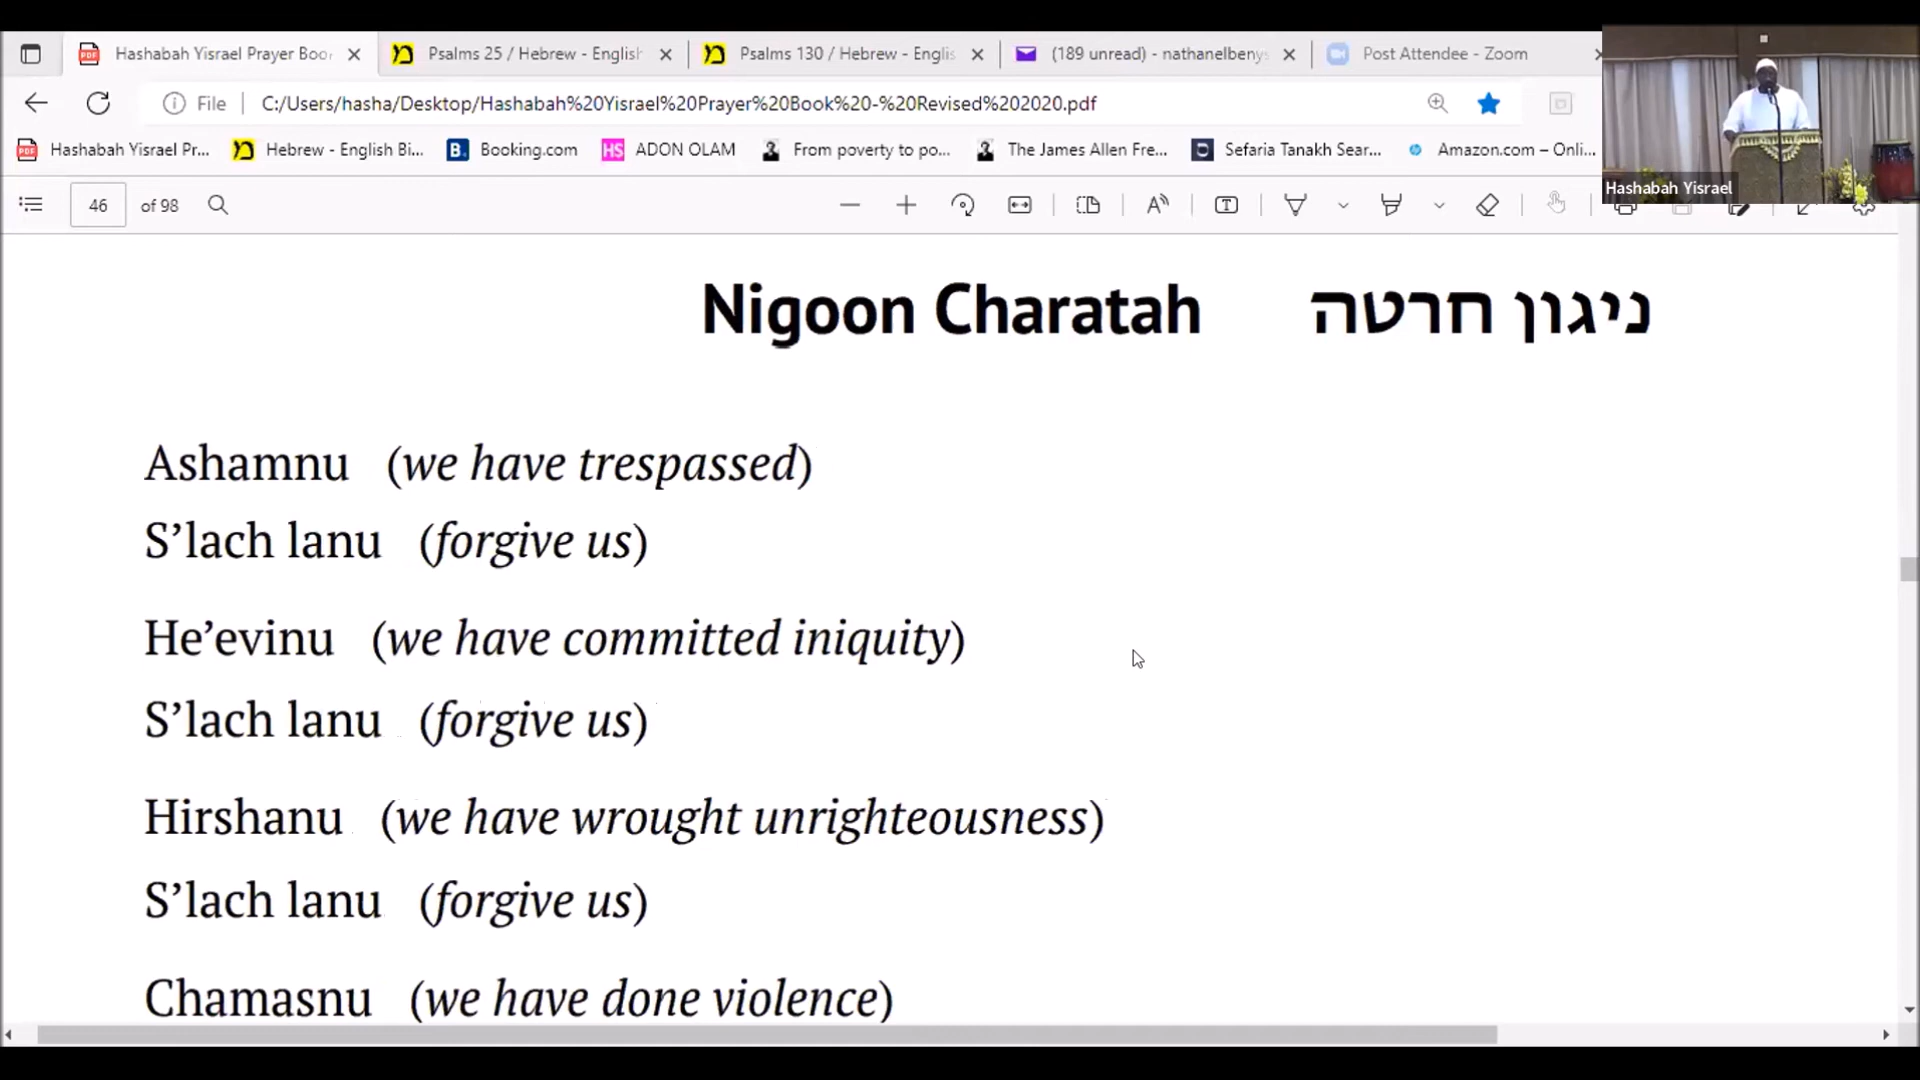 Hashabah Yisrael Prayer Boo
Psalms 25 / Hebrew - English
Psalms 130 / Hebrew - Englis
(189 unread) - nathanelbenys
Post Attendee - Zoom
File
C:/Users/hasha/Desktop/Hashabah%20Yisrael%20Prayer%20Book%20-%20Revised%202020.pdf
Hashabah Yisrael Pr...
Hebrew - English Bi...
B. Booking.com
HS ADON OLAM
From poverty to po...
The James Allen Fre...
Sefaria Tanakh Sear...
Amazon.com – Onli...
Hashabah Yisrael
46 of 98
Nigoon Charatah ניגון חרטה
Ashamnu (we have trespassed)
S’lach lanu (forgive us)
He’evinu (we have committed iniquity)
S’lach lanu (forgive us)
Hirshanu (we have wrought unrighteousness)
S’lach lanu (forgive us)
Chamasnu (we have done violence)